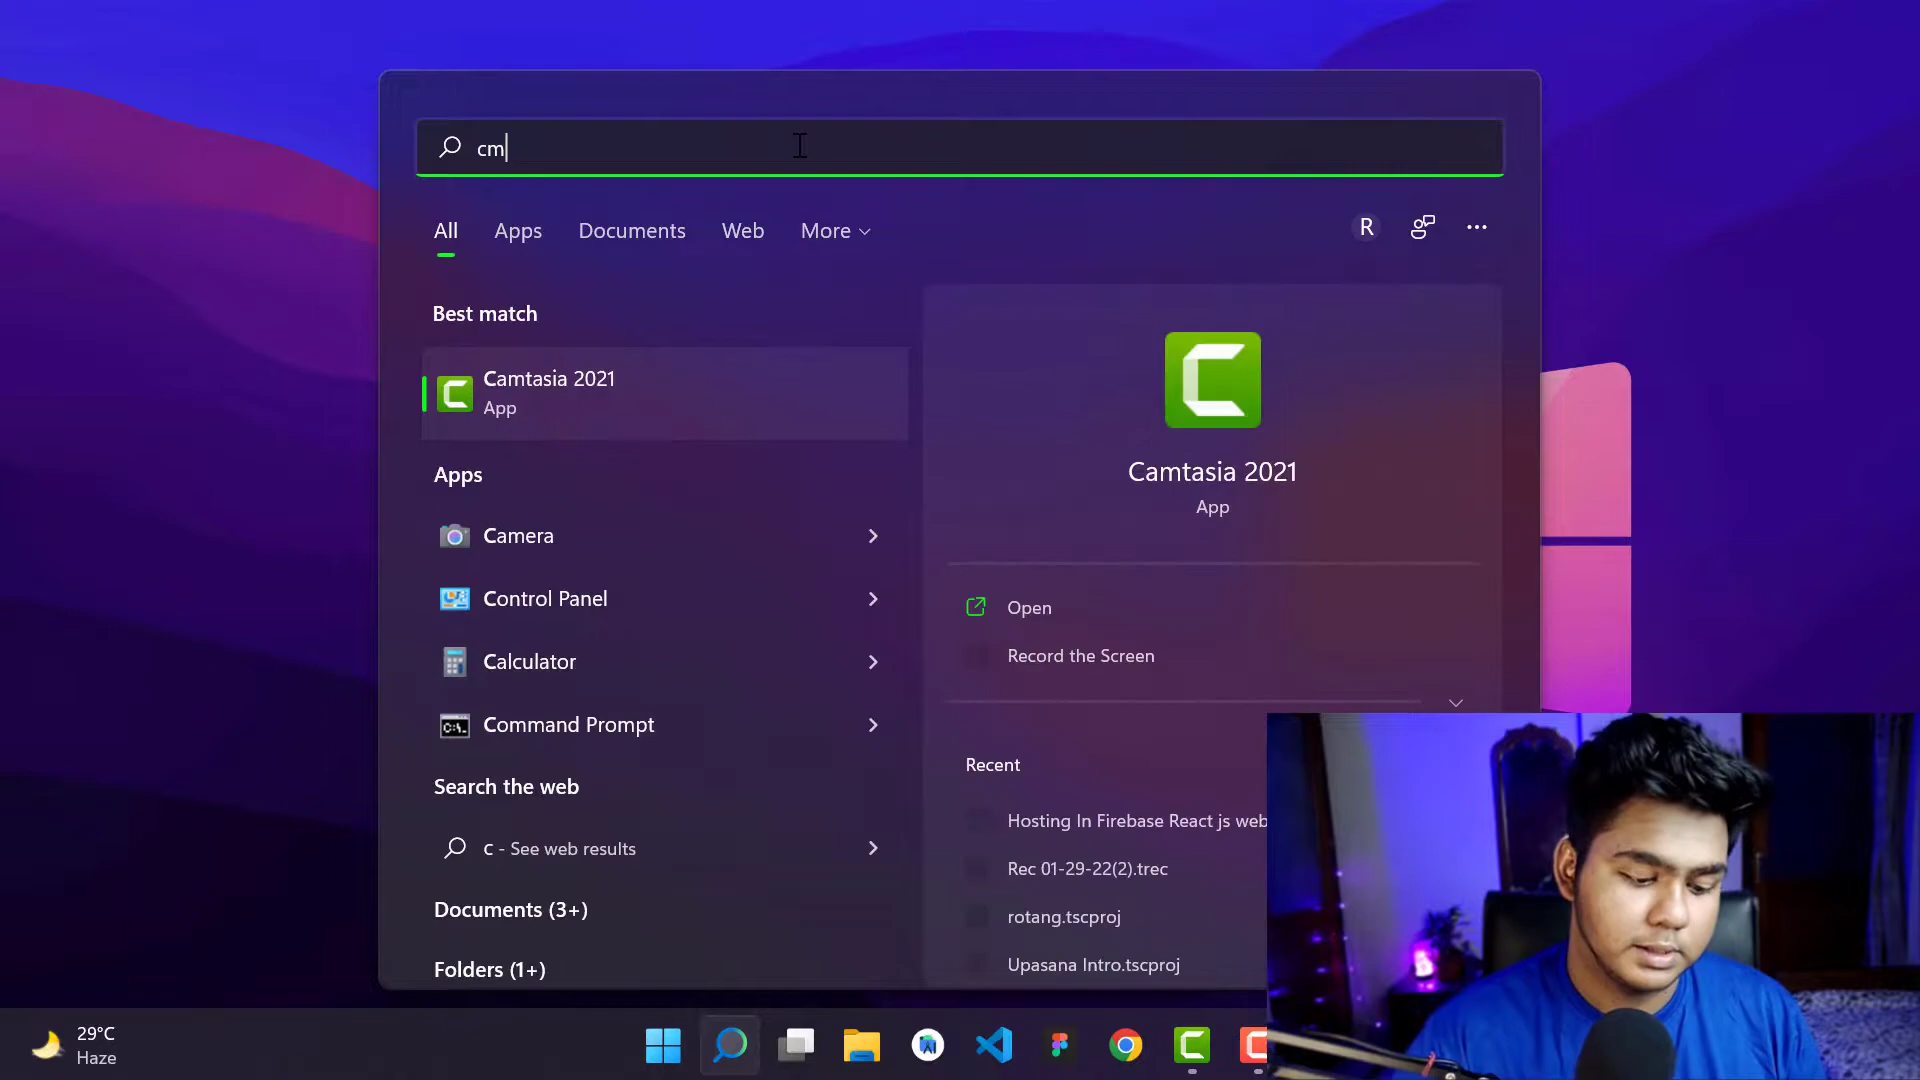 cm
All Apps Documents Web More
R
Best match
Camtasia 2021
App
Apps
Camera
Control Panel
Calculator
Command Prompt
Search the web
c - See web results
Documents (3+)
Folders (1+)
Camtasia 2021
App
Open
Record the Screen
Recent
Hosting In Firebase React js web
Rec 01-29-22(2).trec
rotang.tscproj
Upasana Intro.tscproj
29°C
Haze